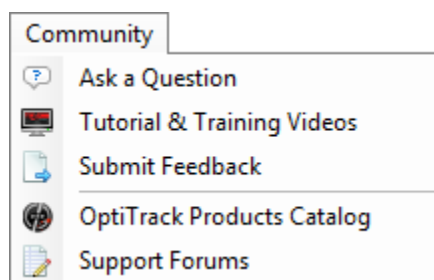 Community
Ask a Question
Tutorial & Training Videos
Submit Feedback
OptiTrack Products Catalog
Support Forums